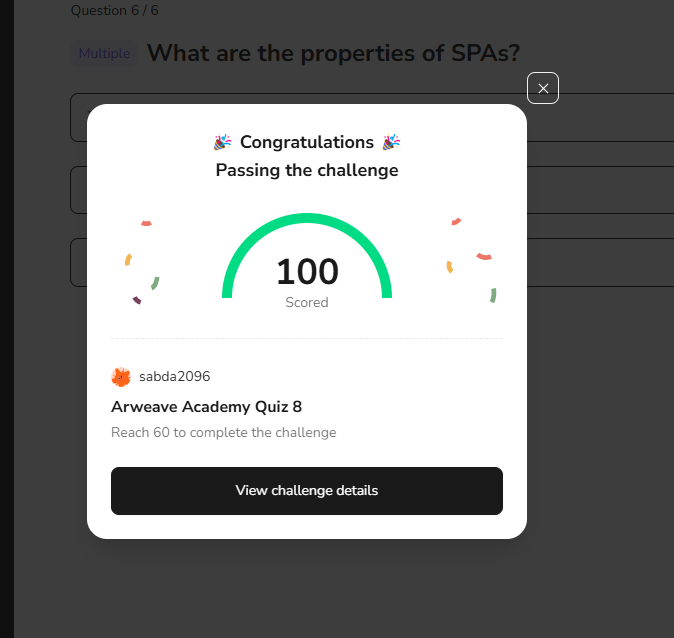 Question 6 / 6
Multiple What are the properties of SPAs?
🎉 Congratulations 🎉
Passing the challenge
100
Scored
sabda2096
Arweave Academy Quiz 8
Reach 60 to complete the challenge
View challenge details